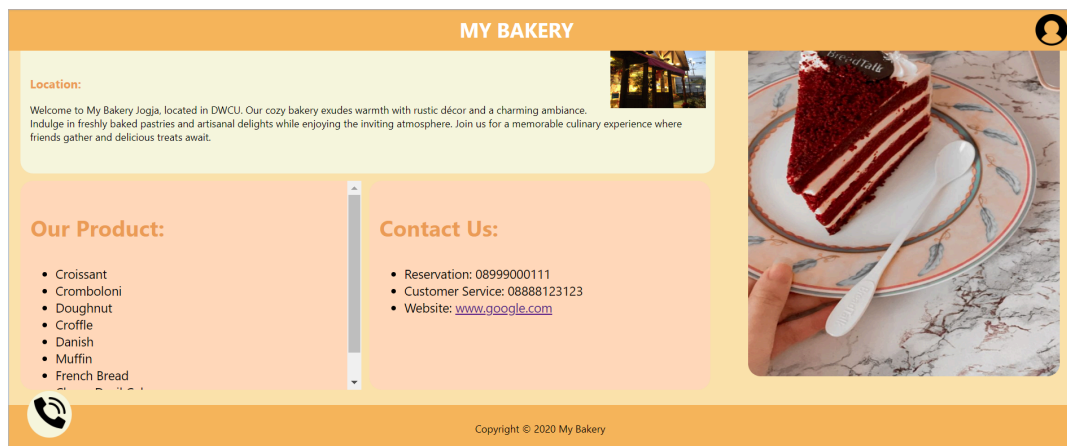 MY BAKERY
Location:
Welcome to My Bakery Jogja, located in DWCU. Our cozy bakery exudes warmth with rustic décor and a charming ambiance.
Indulge in freshly baked pastries and artisanal delights while enjoying the inviting atmosphere. Join us for a memorable culinary experience where
friends gather and delicious treats await.
Our Product:
Croissant
Cromboloni
Doughnut
Croffle
Danish
Muffin
French Bread
Contact Us:
Reservation: 08999000111
Customer Service: 08888123123
Website: www.google.com
BreadTalk
Copyright © 2020 My Bakery